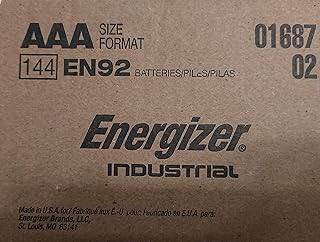 AAA SIZE FORMAT 01687
144 EN92 BATTERIES/PILES/PILAS 02
Energizer®
INDUSTRIAL
Made in U.S.A. for/ Fabriqué aux É.-U. pour/ Fabricado en E.U.A. para:
Energizer Brands, LLC,
St. Louis, MO 63141